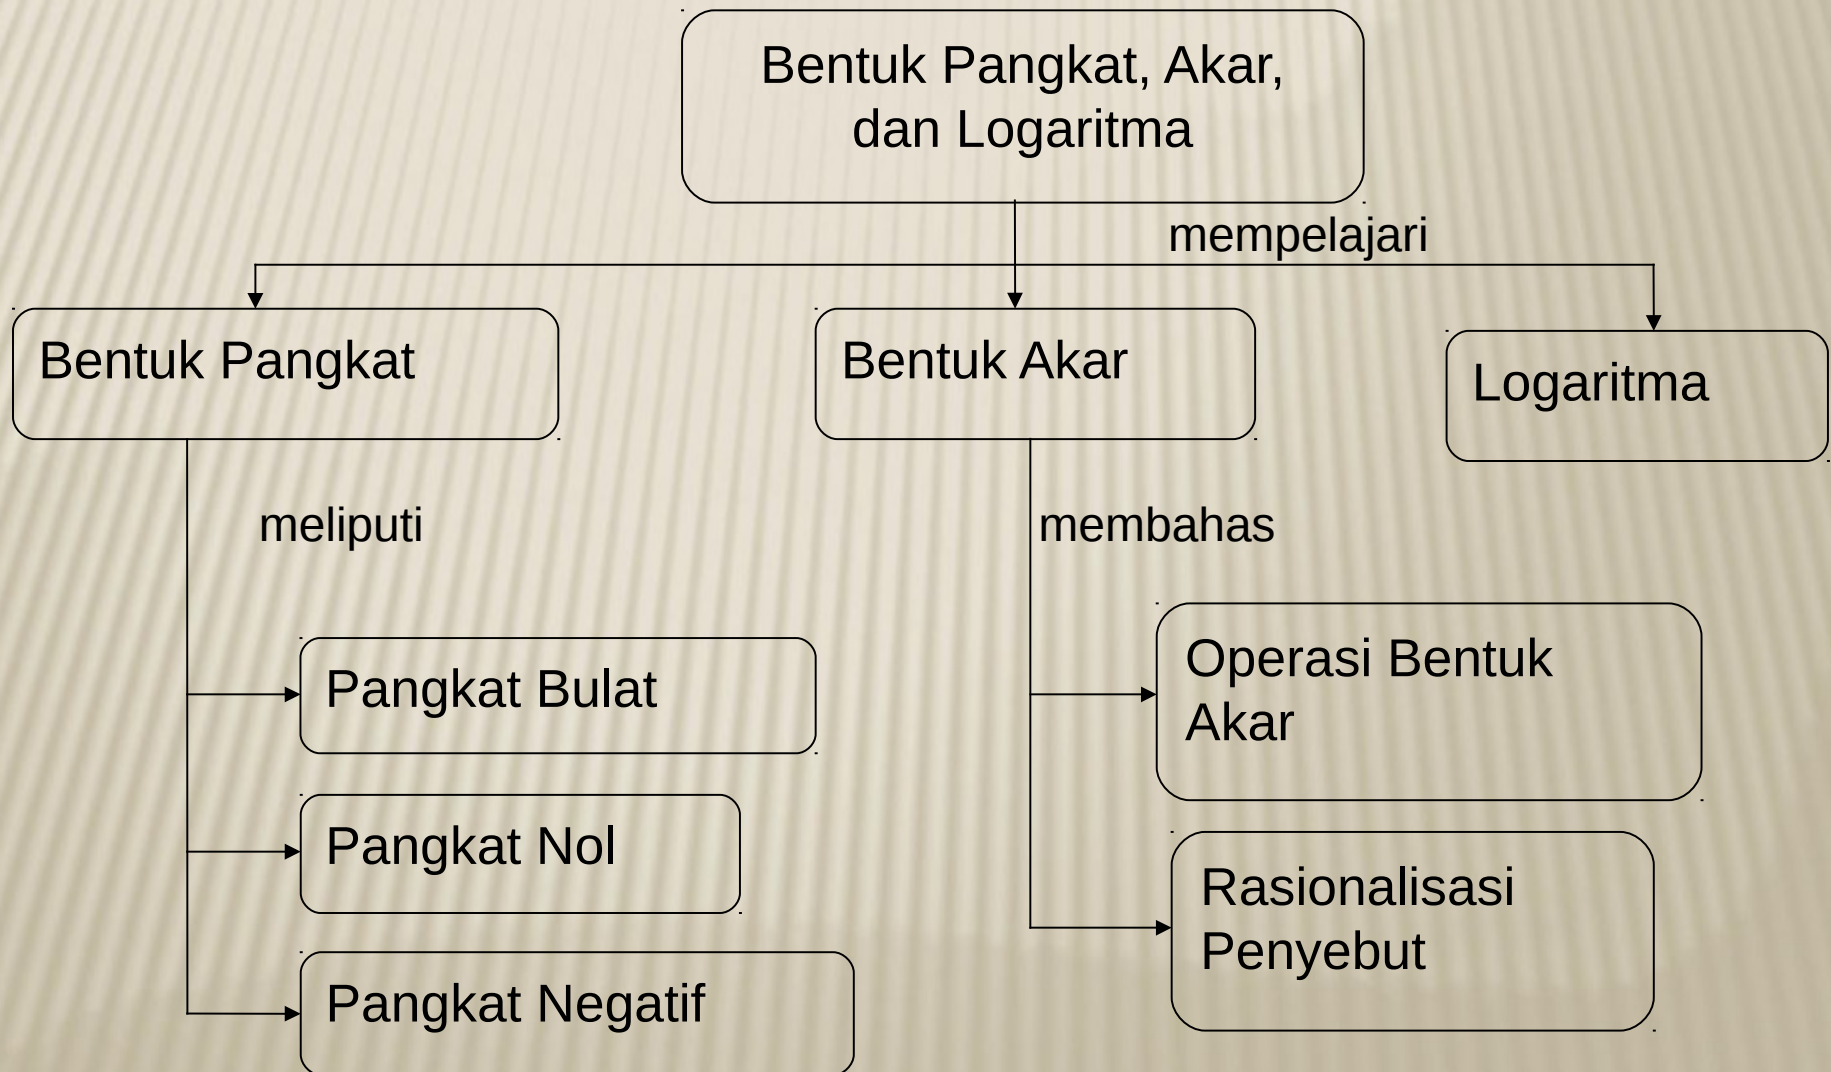 Bentuk Pangkat, Akar,
dan Logaritma
mempelajari
Bentuk Pangkat
Bentuk Akar
Logaritma
meliputi
membahas
Pangkat Bulat
Pangkat Nol
Pangkat Negatif
Operasi Bentuk
Akar
Rasionalisasi
Penyebut